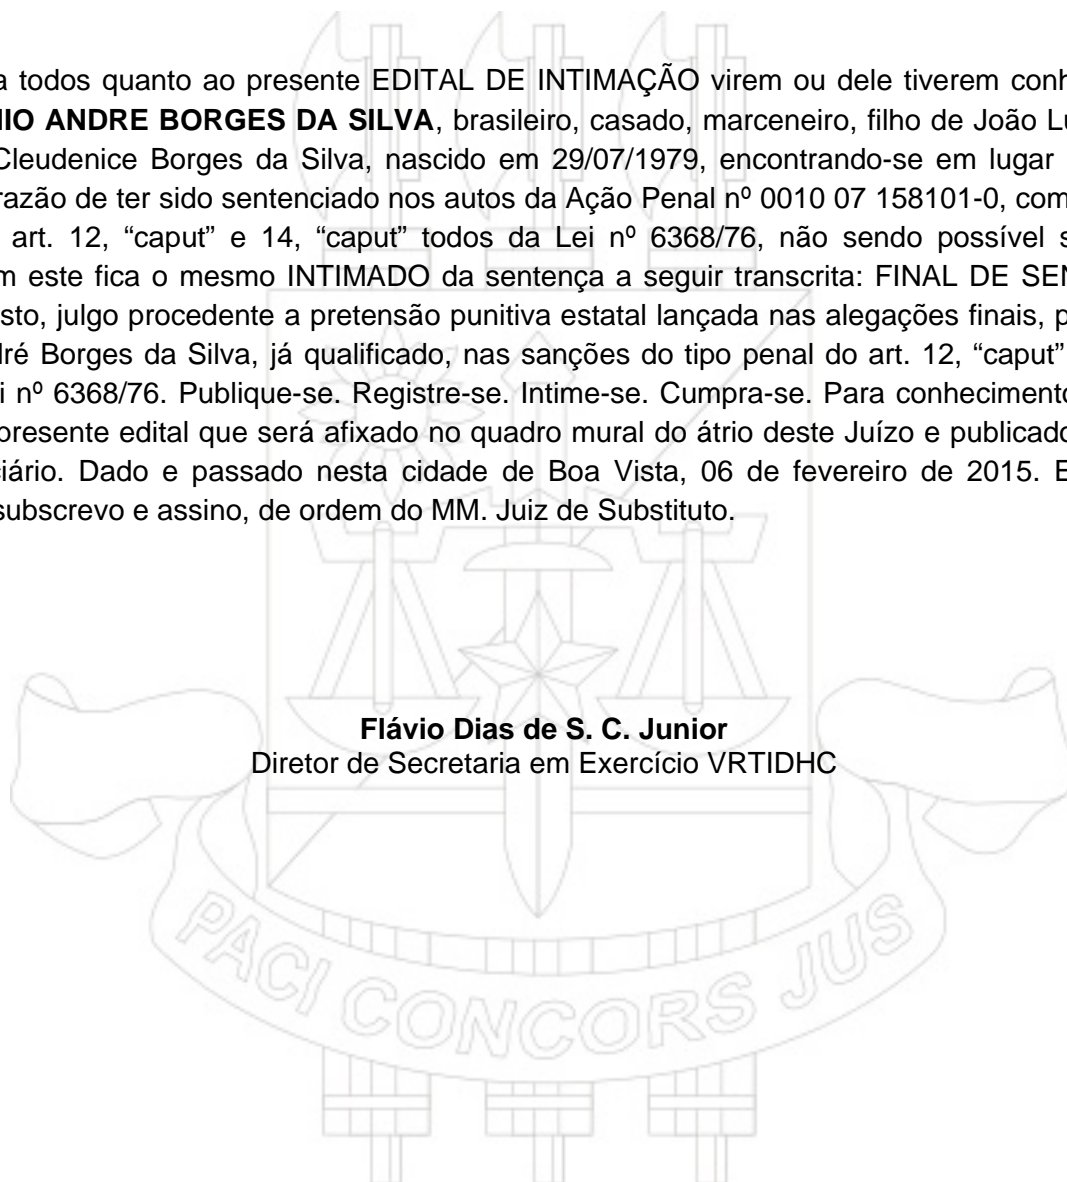 a todos quanto ao presente EDITAL DE INTIMAÇÃO virem ou dele tiverem
ANDRE BORGES DA SILVA, brasileiro, casado, marceneiro, filho de João
Cleudenice Borges da Silva, nascido em 29/07/1979, encontrando-se em lugar
razão de ter sido sentenciado nos autos da Ação Penal nº 0010 07 158101-0, com
art. 12, “caput” e 14, “caput” todos da Lei nº 6368/76, não sendo possível
este fica o mesmo INTIMADO da sentença a seguir transcrita: FINAL DE
julgo procedente a pretensão punitiva estatal lançada nas alegações finais,
Borges da Silva, já qualificado, nas sanções do tipo penal do art. 12, “caput”
nº 6368/76. Publique-se. Registre-se. Intime-se. Cumpra-se. Para conhecimento
presente edital que será afixado no quadro mural do átrio deste Juízo e publicado
Dado e passado nesta cidade de Boa Vista, 06 de fevereiro de 2015. E
subscrevo e assino, de ordem do MM. Juiz de Substituto.
Flávio Dias de S. C. Junior
Diretor de Secretaria em Exercício VRTIDHC
PACI CONCORS JUS